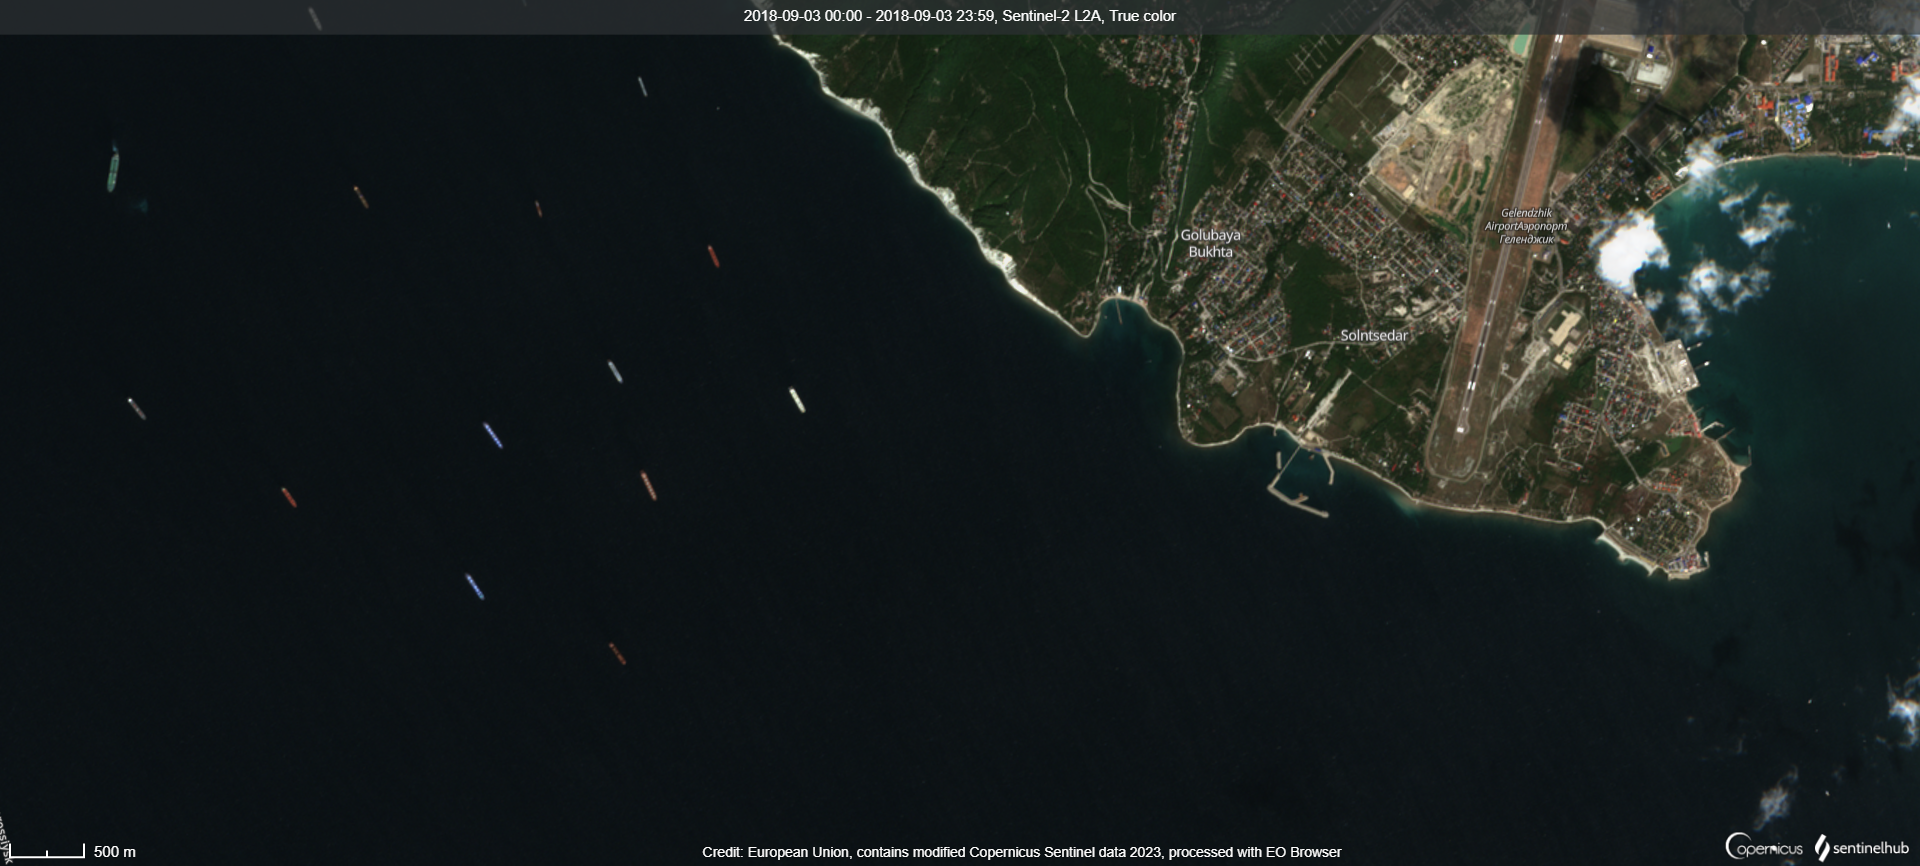 2018-09-03 00:00 - 2018-09-03 23:59, Sentinel-2 L2A, True color
Gelendzhik
AirportАэропорт
Геленджик
Golubaya
Bukhta
Solntsedar
500 m
Credit: European Union, contains modified Copernicus Sentinel data 2023, processed with EO Browser
Copernicus
sentinelhub